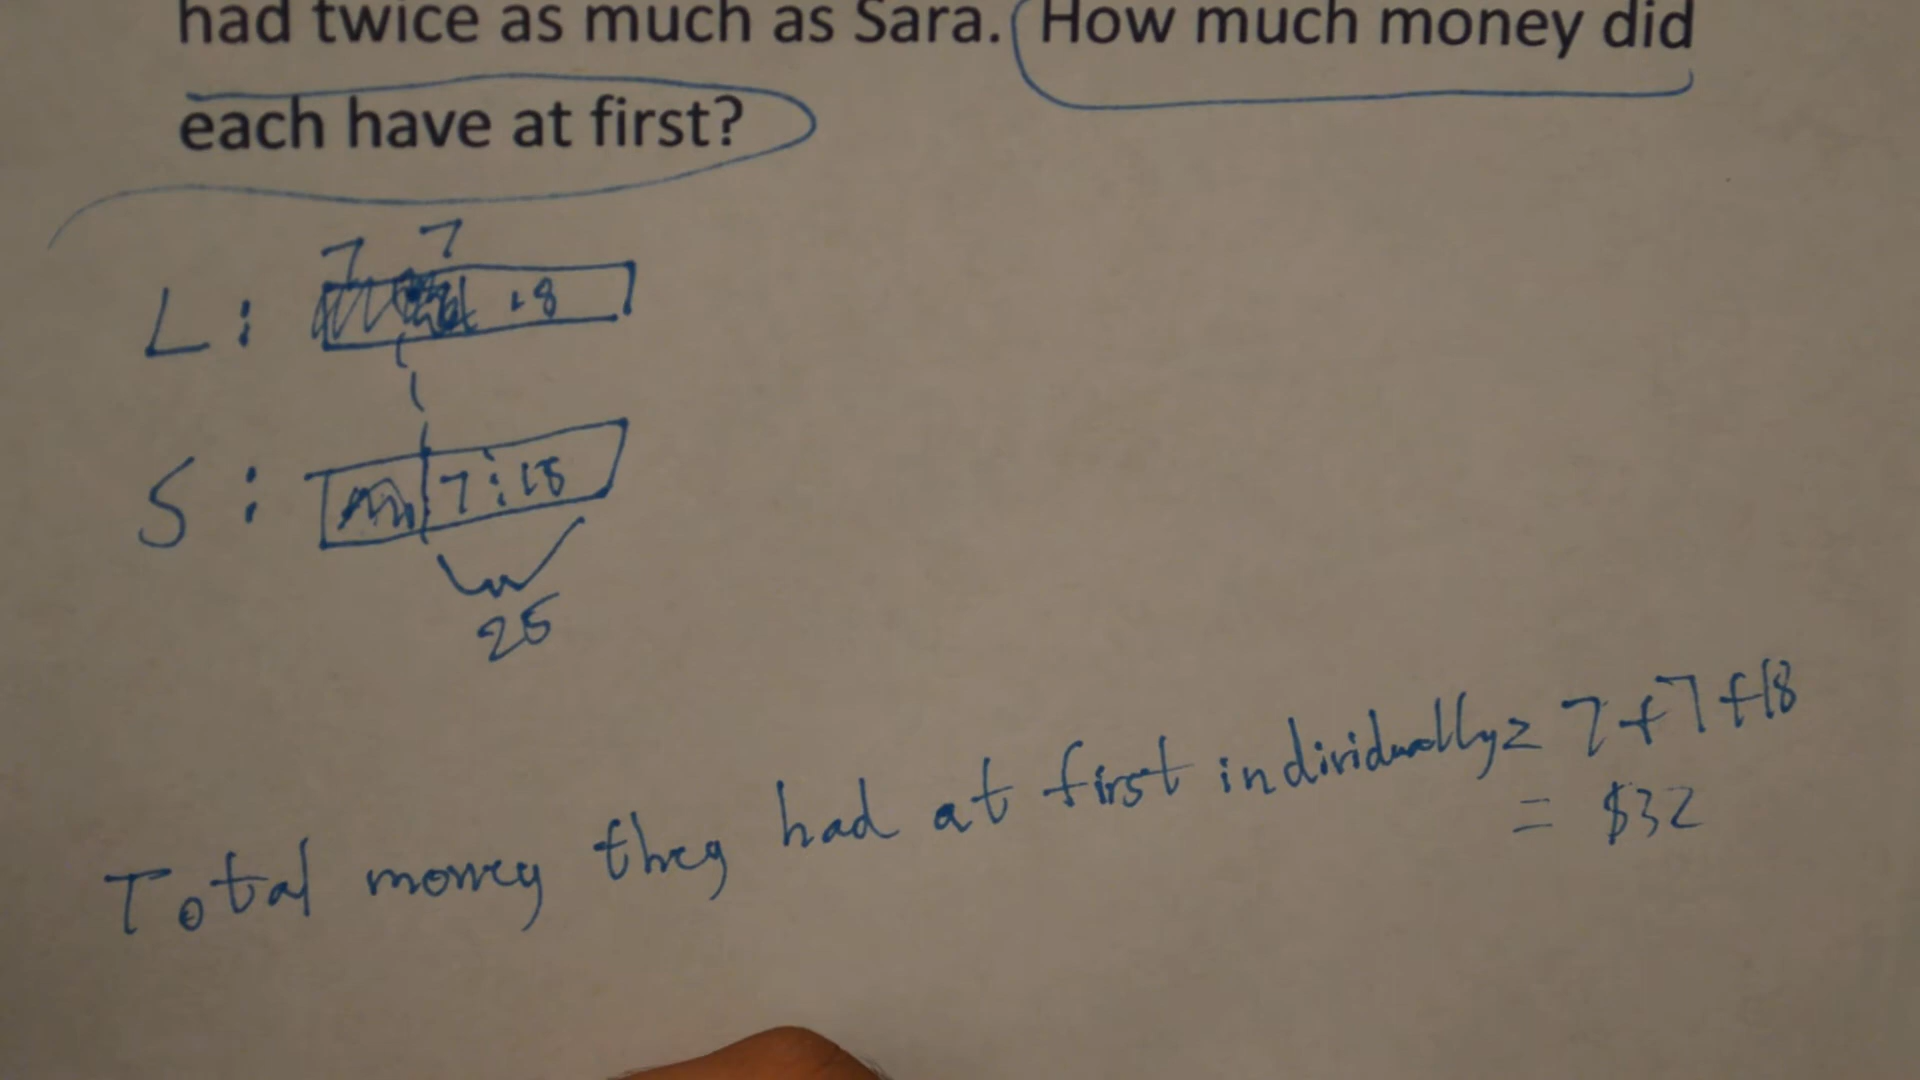 had twice as much as Sara. How much money did
each have at first?
7 7
L: 18
S: 7 18
25
Total money they had at first individually = 7+7+18
= $32